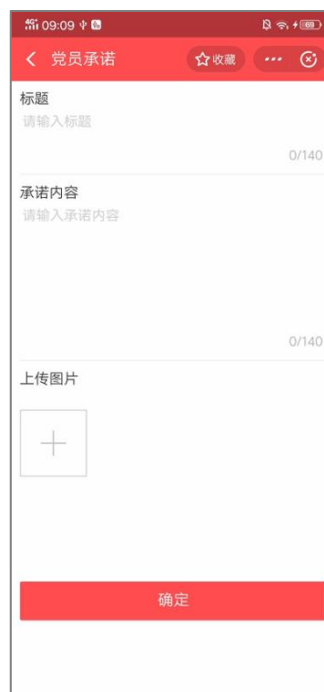 4G 09:09
69
党员承诺
收藏
标题
请输入标题
0/140
承诺内容
请输入承诺内容
0/140
上传图片
确定